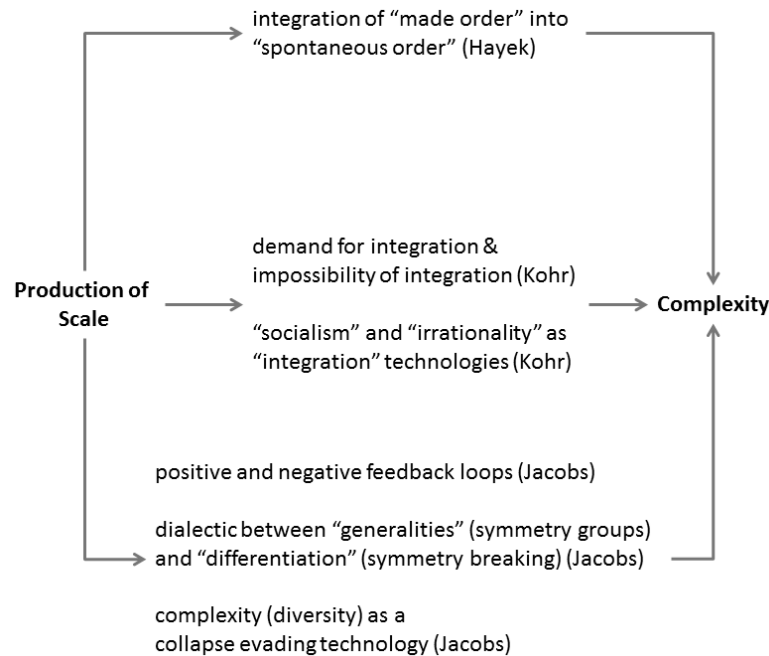 integration of “made order” into
“spontaneous order” (Hayek)
demand for integration &
impossibility of integration (Kohr)
Production of
Scale
Complexity
“socialism” and “irrationality” as
“integration” technologies (Kohr)
positive and negative feedback loops (Jacobs)
dialectic between “generalities” (symmetry groups)
and “differentiation” (symmetry breaking) (Jacobs)
complexity (diversity) as a
collapse evading technology (Jacobs)